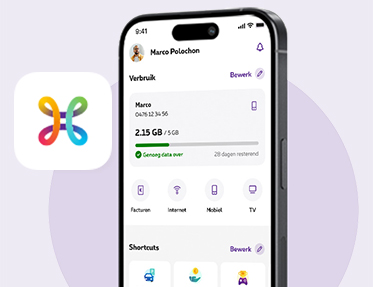 9:41
Marco Polochon
Verbruik
Bewerk
Marco
0476 12 34 56
2.15 GB / 5 GB
Genoeg data over
28 dagen resterend
Facturen
Internet
Mobiel
TV
Shortcuts
Bewerk